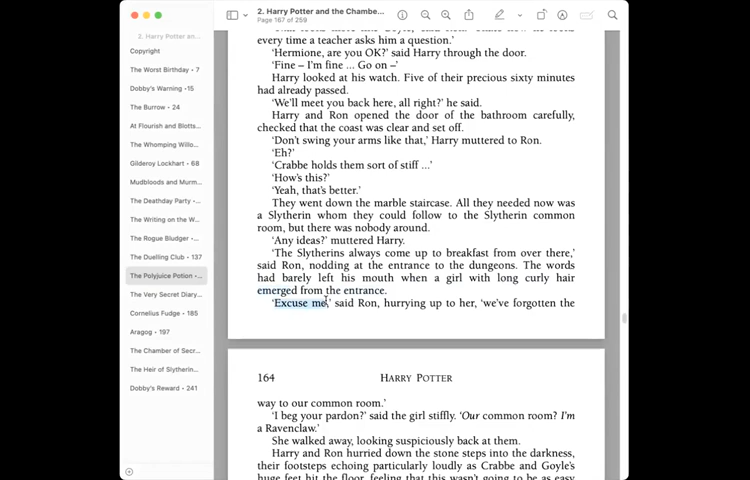 2. Harry Potter and the Chambe...
Page 167 of 259
2. Harry Potter an...
Copyright
The Worst Birthday • 7
Dobby's Warning •15
The Burrow • 24
At Flourish and Blotts...
The Whomping Willo...
Gilderoy Lockhart • 68
Mudbloods and Murm...
The Deathday Party •...
The Writing on the W...
The Rogue Bludger •...
The Duelling Club • 137
The Polyjuice Potion •...
The Very Secret Diary...
Cornelius Fudge • 185
Aragog • 197
The Chamber of Secr...
The Heir of Slytherin...
Dobby's Reward • 241
every time a teacher asks him a question.'
'Hermione, are you OK?' said Harry through the door.
'Fine – I'm fine ... Go on –'
Harry looked at his watch. Five of their precious sixty minutes
had already passed.
'We'll meet you back here, all right?' he said.
Harry and Ron opened the door of the bathroom carefully,
checked that the coast was clear and set off.
'Don't swing your arms like that,' Harry muttered to Ron.
'Eh?'
'Crabbe holds them sort of stiff ...'
'How's this?'
'Yeah, that's better.'
They went down the marble staircase. All they needed now was
a Slytherin whom they could follow to the Slytherin common
room, but there was nobody around.
'Any ideas?' muttered Harry.
'The Slytherins always come up to breakfast from over there,'
said Ron, nodding at the entrance to the dungeons. The words
had barely left his mouth when a girl with long curly hair
emerged from the entrance.
'Excuse me,' said Ron, hurrying up to her, 'we've forgotten the
164 HARRY POTTER
way to our common room.'
'I beg your pardon?' said the girl stiffly. 'Our common room? I'm
a Ravenclaw.'
She walked away, looking suspiciously back at them.
Harry and Ron hurried down the stone steps into the darkness,
their footsteps echoing particularly loudly as Crabbe and Goyle's
huge feet hit the floor, feeling that this wasn't going to be as easy